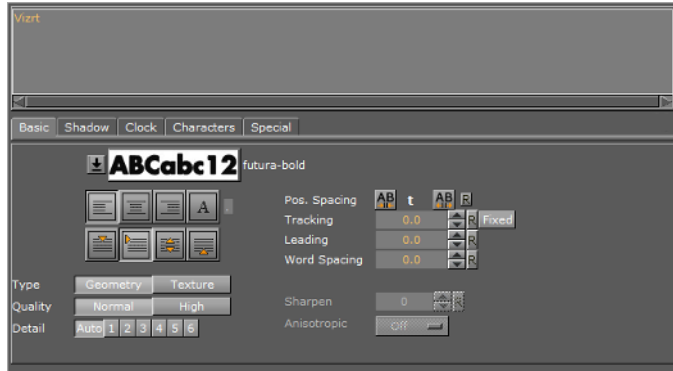 Vizrt
Basic Shadow Clock Characters Special
ABCabc12 futura-bold
A
Pos. Spacing AB t AB R
Tracking 0.0 R Fixed
Leading 0.0 R
Word Spacing 0.0 R
Type Geometry Texture
Quality Normal High
Sharpen 0 R
Detail Auto 1 2 3 4 5 6
Anisotropic Off